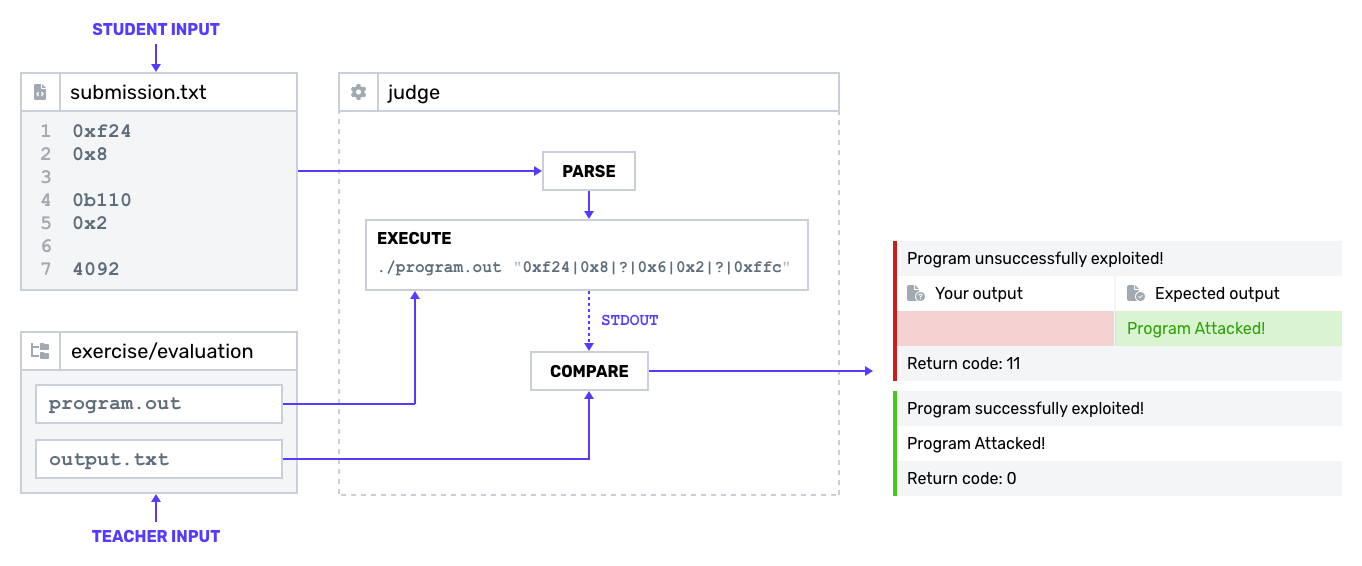 STUDENT INPUT
submission.txt
1 0xf24
2 0x8
3
4 0b110
5 0x2
6
7 4092
judge
PARSE
EXECUTE
./program.out "0xf24|0x8|?|0x6|0x2|?|0xffc"
STDOUT
COMPARE
exercise/evaluation
program.out
output.txt
TEACHER INPUT
Program unsuccessfully exploited!
Your output Expected output
Program Attacked!
Return code: 11
Program successfully exploited!
Program Attacked!
Return code: 0